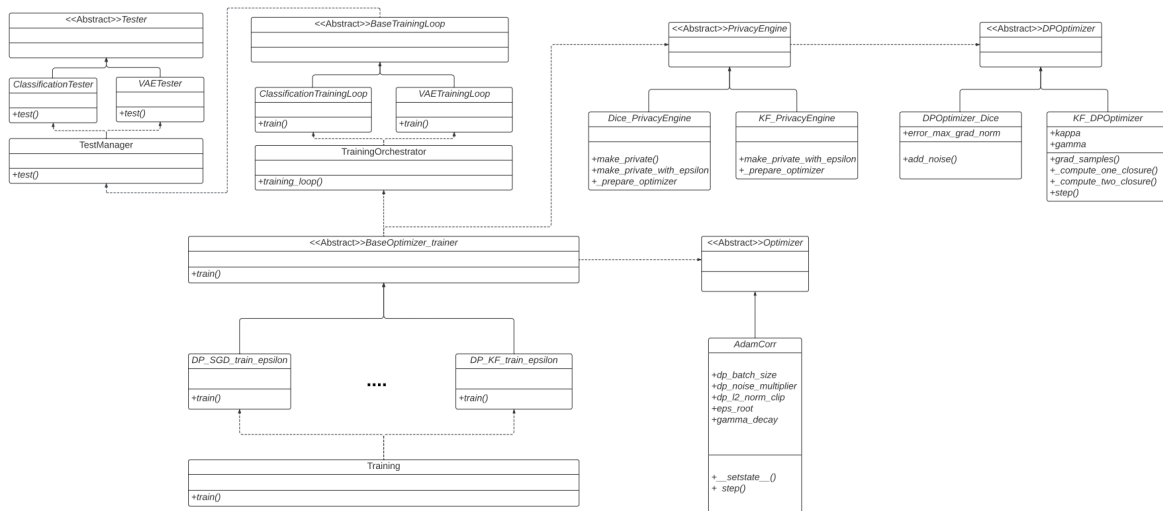 <<Abstract>>Tester
ClassificationTester
+test()
VAETester
+test()
TestManager
+test()
<<Abstract>>BaseTrainingLoop
ClassificationTrainingLoop
+train()
VAETrainingLoop
+train()
TrainingOrchestrator
+training_loop()
<<Abstract>>PrivacyEngine
Dice_PrivacyEngine
+make_private()
+make_private_with_epsilon
+_prepare_optimizer
KF_PrivacyEngine
+make_private_with_epsilon
+_prepare_optimizer
<<Abstract>>DPOptimizer
DPOptimizer_Dice
+error_max_grad_norm
+add_noise()
KF_DPOptimizer
+kappa
+gamma
+grad_samples()
+_compute_one_closure()
+_compute_two_closure()
step()
<<Abstract>>BaseOptimizer_trainer
+train()
<<Abstract>>Optimizer
DP_SGD_train_epsilon
+train()
....
DP_KF_train_epsilon
+train()
Training
+train()
AdamCorr
+dp_batch_size
+dp_noise_multiplier
+dp_l2_norm_clip
+eps_root
+gamma_decay
+__setstate__()
+ step()